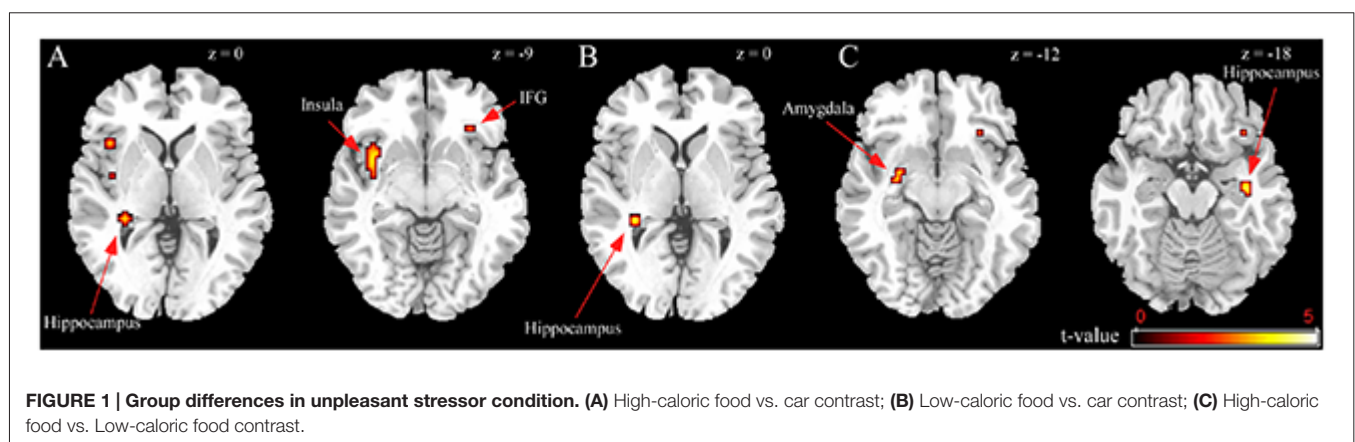 A
z = 0
z = -9
B
z = 0
C
z = -12
z = -18
Hippocampus
Insula
IFG
Amygdala
Hippocampus
Hippocampus
0
5
t-value
FIGURE 1 | Group differences in unpleasant stressor condition. (A) High-caloric food vs. car contrast; (B) Low-caloric food vs. car contrast; (C) High-caloric
food vs. Low-caloric food contrast.